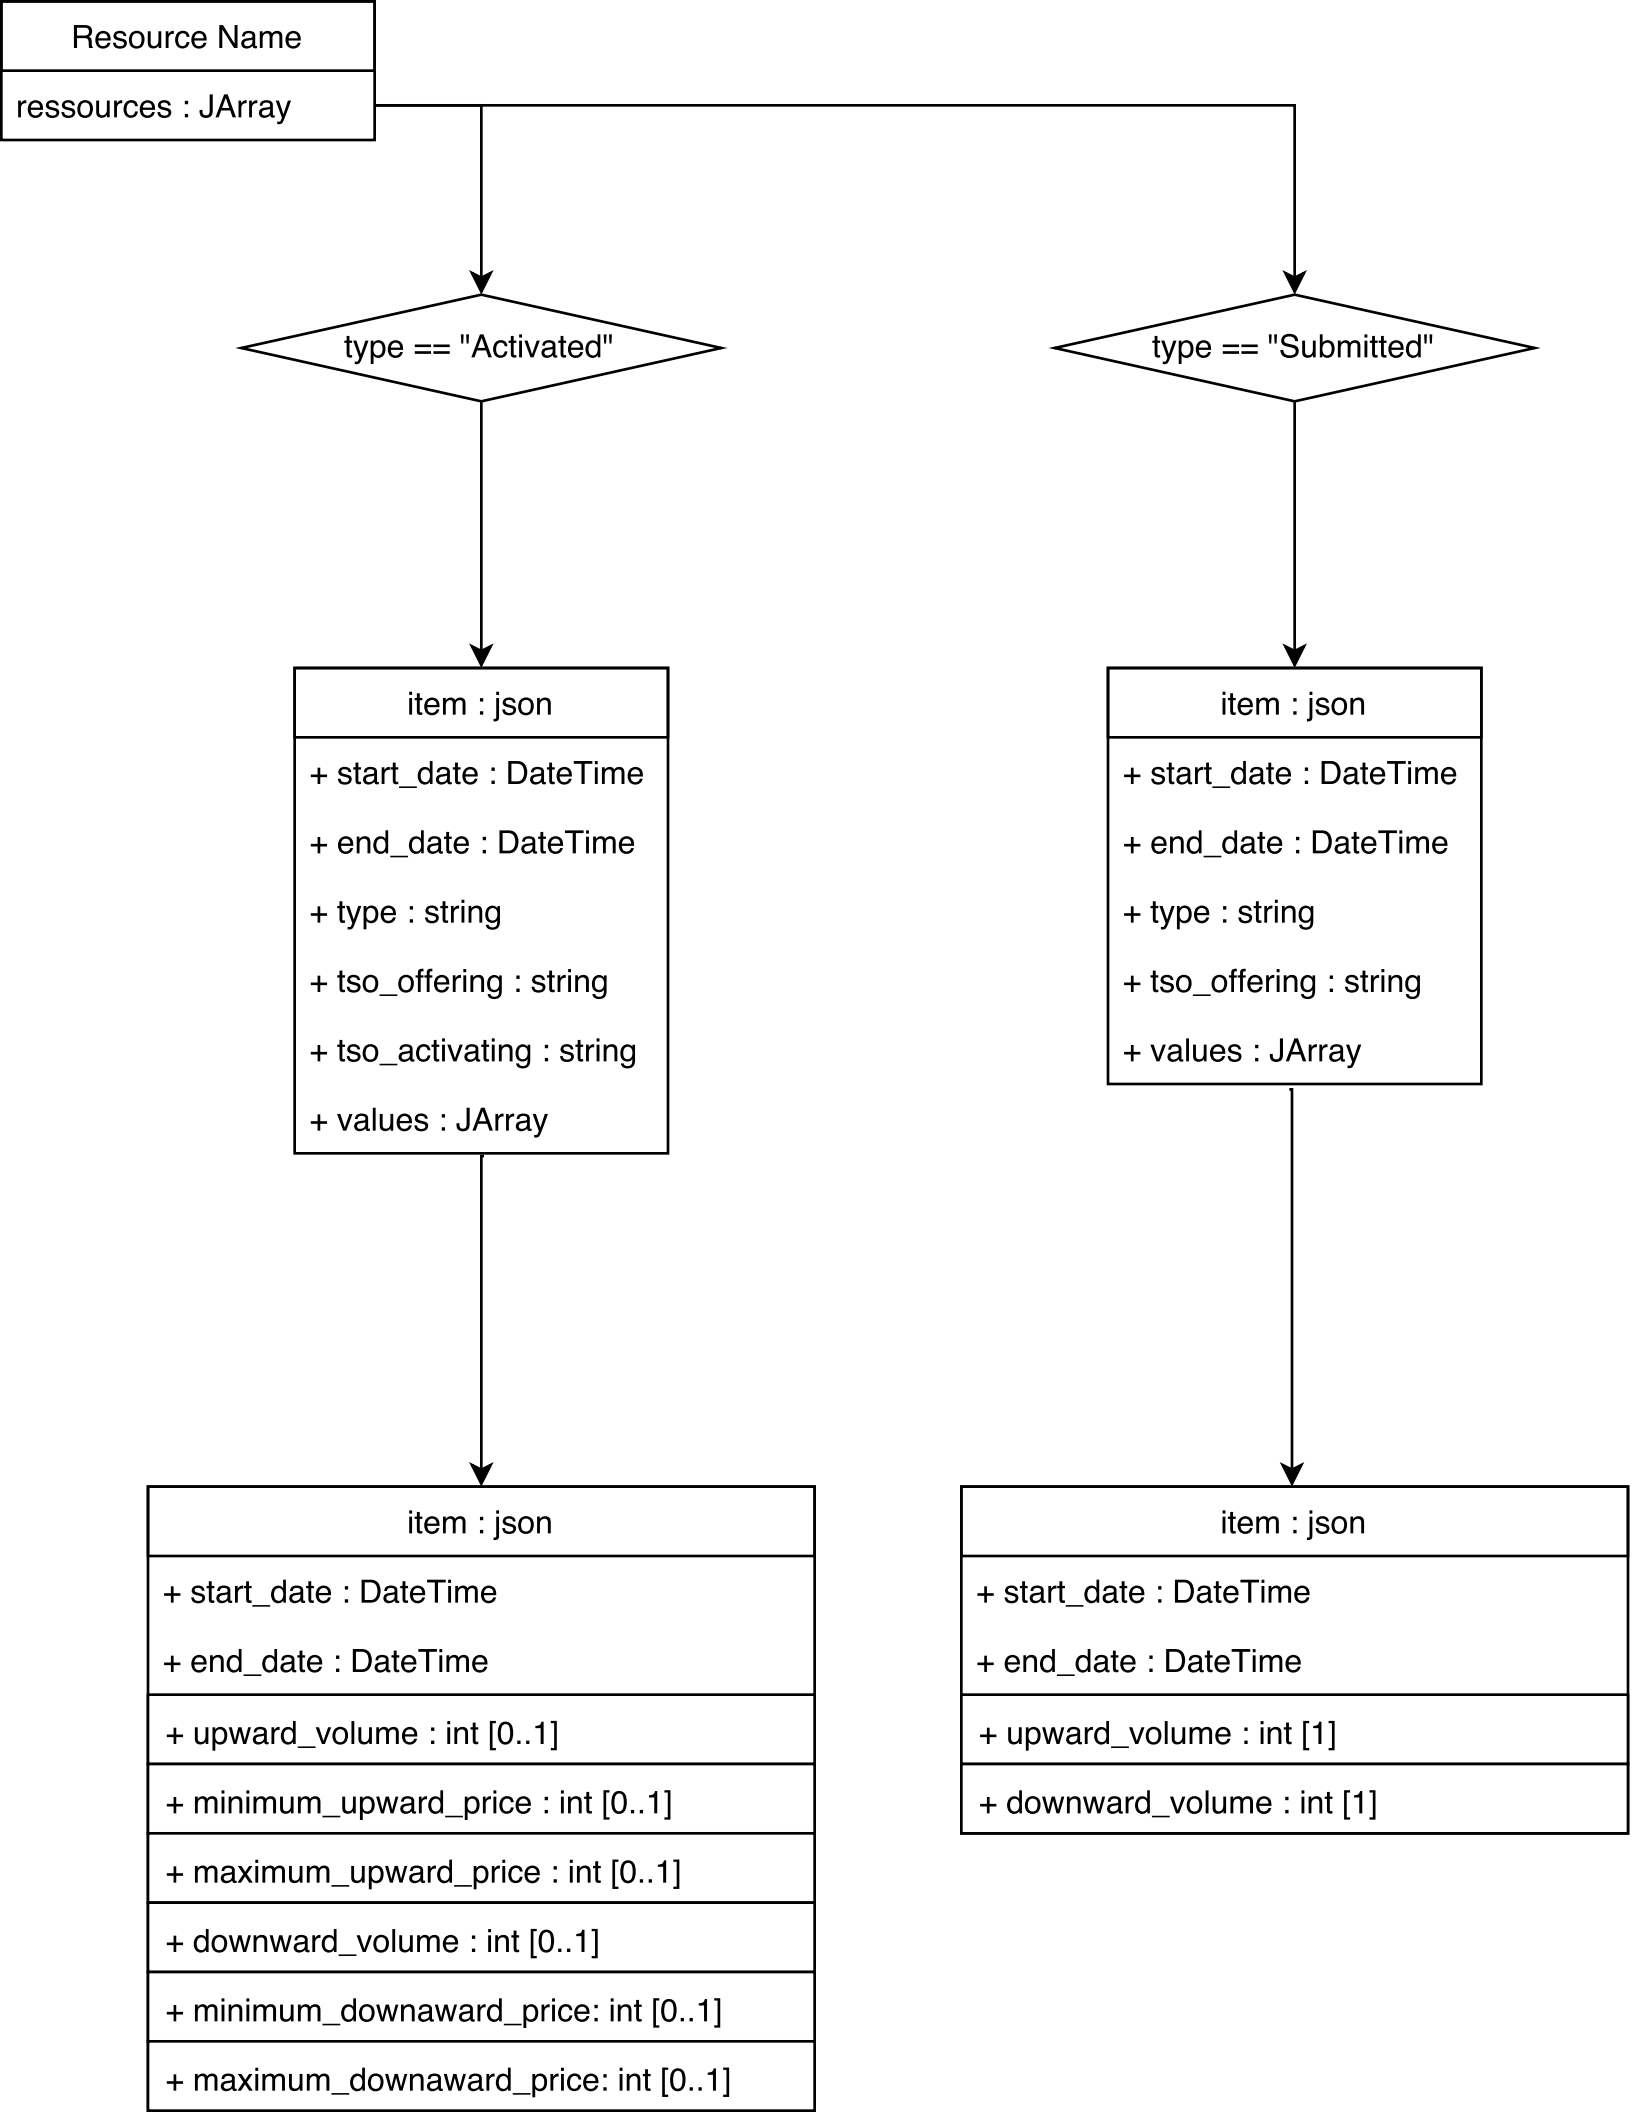 Resource Name
ressources : JArray
type == "Activated"
type == "Submitted"
item : json
+ start_date : DateTime
+ end_date : DateTime
+ type : string
+ tso_offering : string
+ tso_activating : string
+ values : JArray
item : json
+ start_date : DateTime
+ end_date : DateTime
+ type : string
+ tso_offering : string
+ values : JArray
item : json
+ start_date : DateTime
+ end_date : DateTime
+ upward_volume : int [0..1]
+ minimum_upward_price : int [0..1]
+ maximum_upward_price : int [0..1]
+ downward_volume : int [0..1]
+ minimum_downaward_price: int [0..1]
+ maximum_downaward_price: int [0..1]
item : json
+ start_date : DateTime
+ end_date : DateTime
+ upward_volume : int [1]
+ downward_volume : int [1]